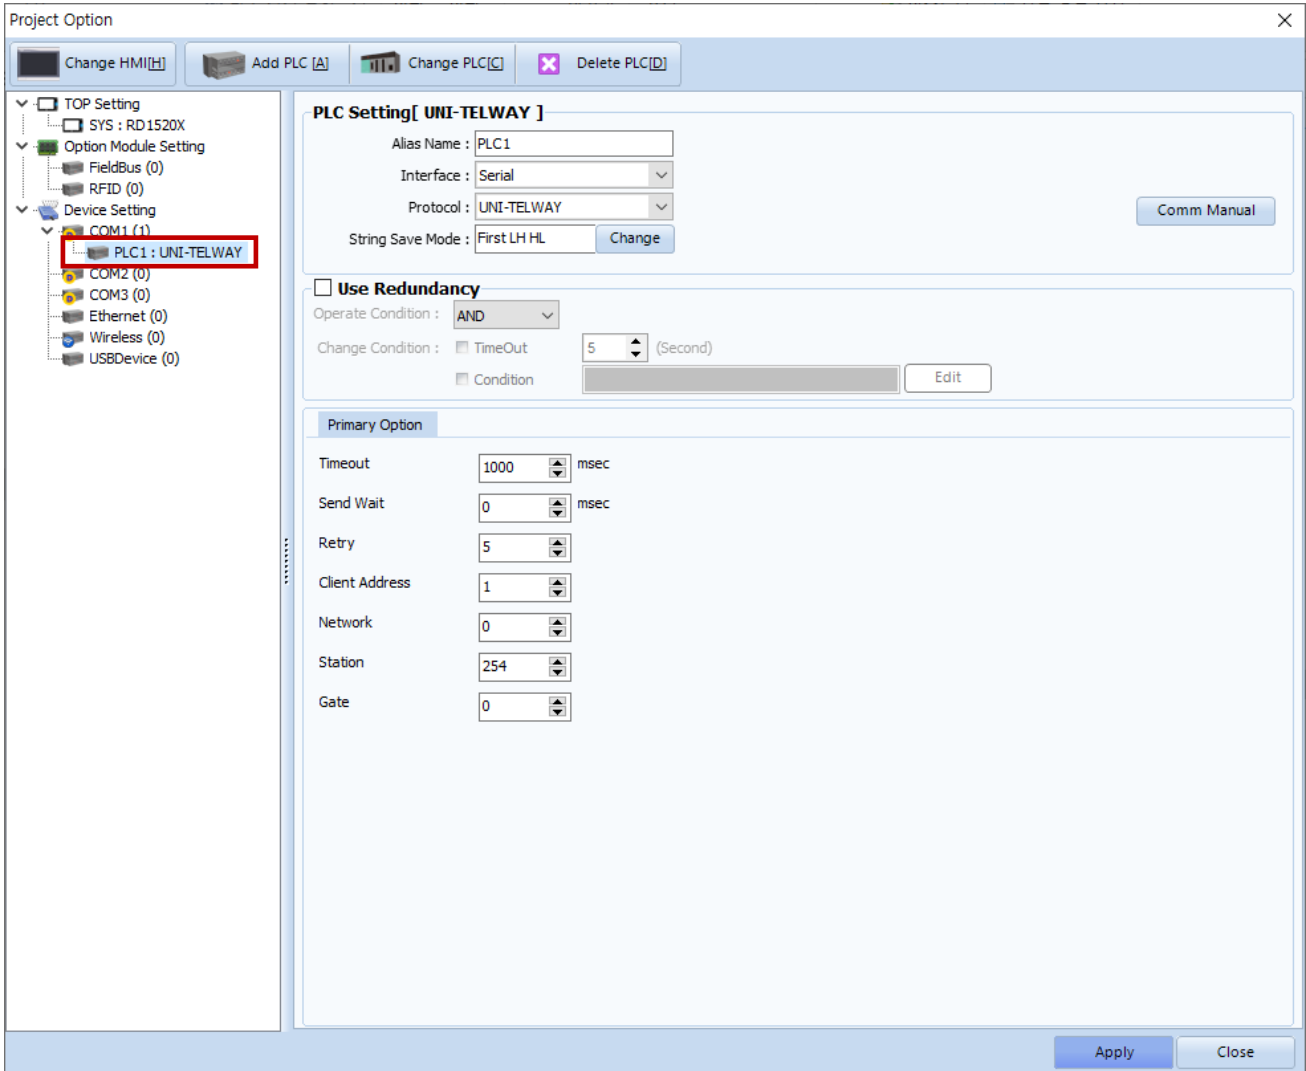 Project Option
Change HMI[H] Add PLC [A] Change PLC[C] Delete PLC[D]
TOP Setting
SYS : RD1520X
Option Module Setting
FieldBus (0)
RFID (0)
Device Setting
COM1 (1)
PLC1 : UNI-TELWAY
COM2 (0)
COM3 (0)
Ethernet (0)
Wireless (0)
USBDevice (0)
PLC Setting[ UNI-TELWAY ]
Alias Name : PLC1
Interface : Serial
Protocol : UNI-TELWAY
Comm Manual
String Save Mode : First LH HL Change
Use Redundancy
Operate Condition : AND
Change Condition : TimeOut 5 (Second)
Condition Edit
Primary Option
Timeout 1000 msec
Send Wait 0 msec
Retry 5
Client Address 1
Network 0
Station 254
Gate 0
Apply Close